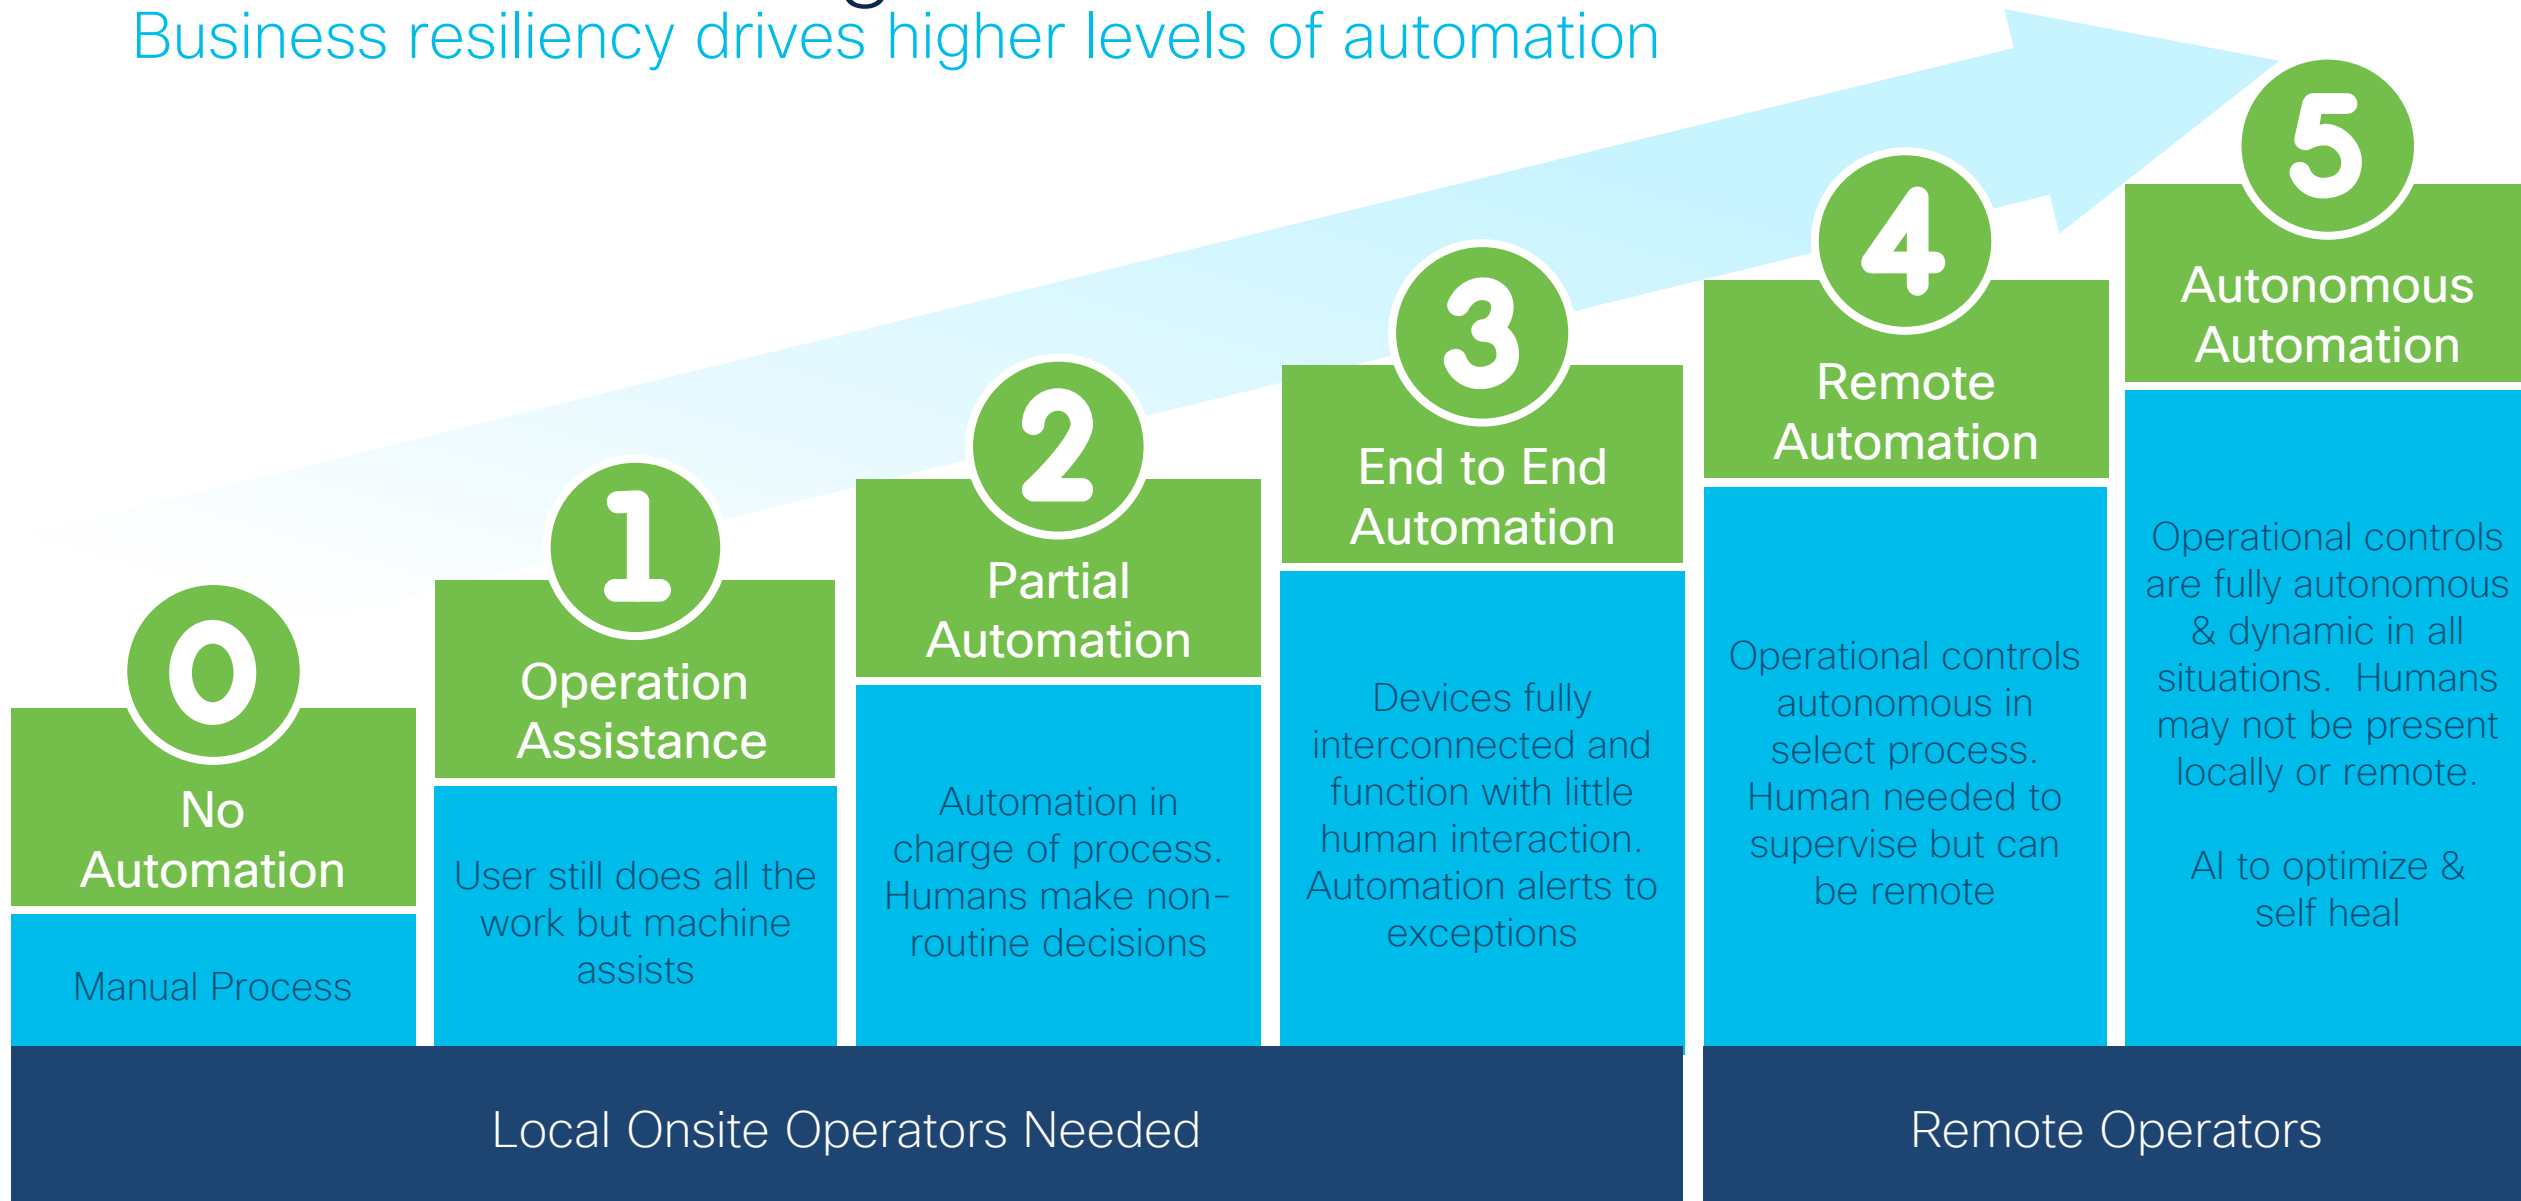 Business resiliency drives higher levels of automation
0
No
Automation
Manual Process
1
Operation
Assistance
User still does all the
work but machine
assists
2
Partial
Automation
Automation in
charge of process.
Humans make non-
routine decisions
3
End to End
Automation
Devices fully
interconnected and
function with little
human interaction.
Automation alerts to
exceptions
4
Remote
Automation
Operational controls
autonomous in
select process.
Human needed to
supervise but can
be remote
5
Autonomous
Automation
Operational controls
are fully autonomous
& dynamic in all
situations.  Humans
may not be present
locally or remote.
AI to optimize &
self heal
Local Onsite Operators Needed
Remote Operators